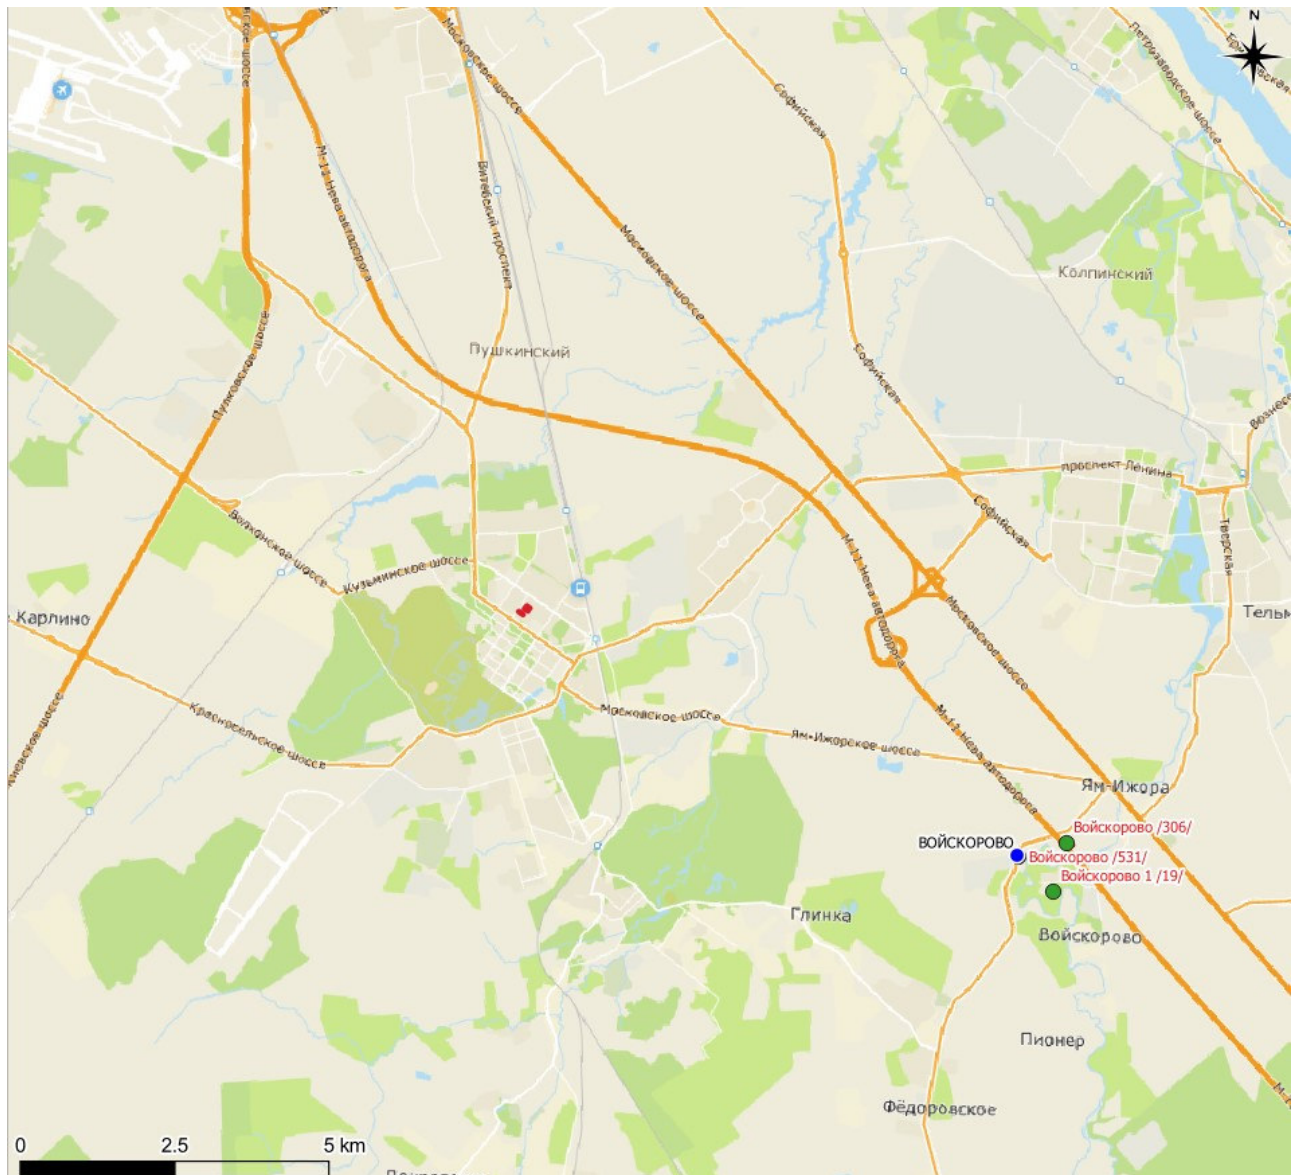 N
Московское шоссе
Петрозаводское шоссе
М-11 Нева автодорога
Витебский проспект
Софийская
Московское шоссе
Колпинский
Пушкинский
Пулковское шоссе
Софийская
проспект Ленина
Софийская
Тверская
Волхонское шоссе
Кузьминское шоссе
М-11 Нева автодорога
Московское шоссе
Карлино
Тельм
Киевское шоссе
Красносельское шоссе
Московское шоссе
Ям-Ижорское шоссе
М-11 Нева автодорога
Ям-Ижора
Войскорово /306/
ВОЙСКОРОВО
Войскорово /531/
Войскорово 1 /19/
Глинка
Войскорово
Пионер
Фёдоровское
0 2.5 5 km